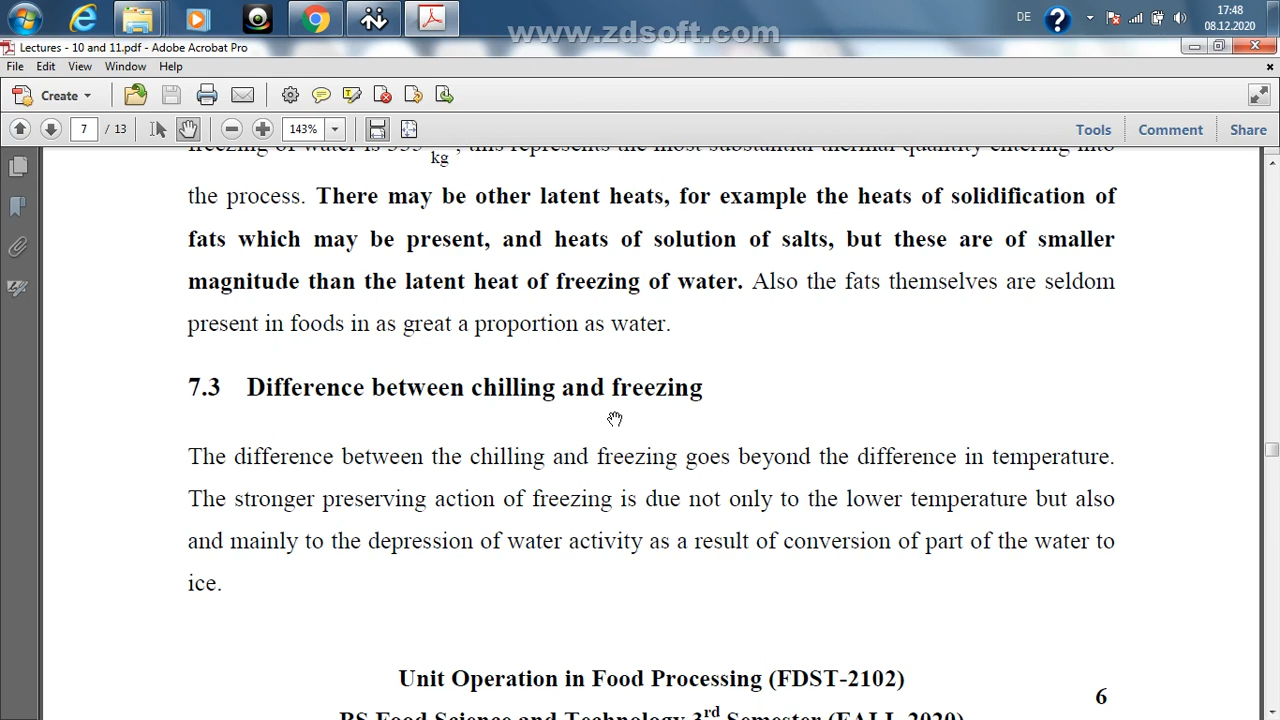 17:48
DE
www.zdsoft.com
08.12.2020
Lectures - 10 and 11.pdf - Adobe Acrobat Pro
File Edit View Window Help
Create
7 / 13 143% Tools Comment Share
freezing of water is 335 kg, this represents the most substantial thermal quantity entering into
the process. There may be other latent heats, for example the heats of solidification of
fats which may be present, and heats of solution of salts, but these are of smaller
magnitude than the latent heat of freezing of water. Also the fats themselves are seldom
present in foods in as great a proportion as water.
7.3 Difference between chilling and freezing
The difference between the chilling and freezing goes beyond the difference in temperature.
The stronger preserving action of freezing is due not only to the lower temperature but also
and mainly to the depression of water activity as a result of conversion of part of the water to
ice.
Unit Operation in Food Processing (FDST-2102)
6
BS Food Science and Technology 3rd Semester (FALL-2020)